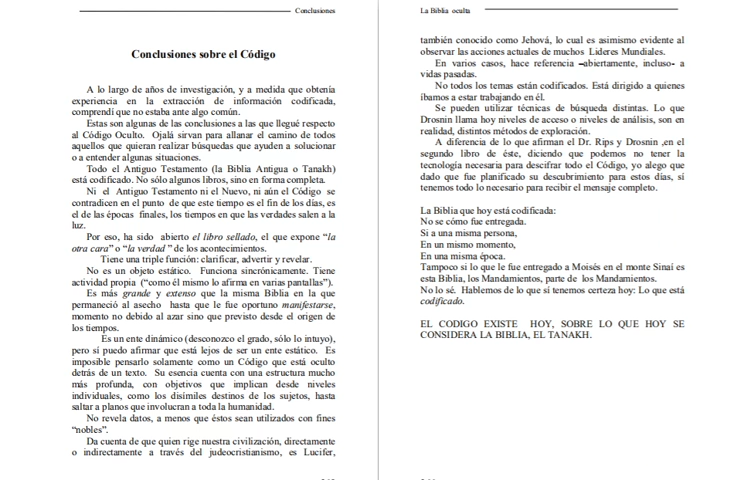 Conclusiones
Conclusiones sobre el Código
A lo largo de años de investigación, y a medida que obtenía
experiencia en la extracción de información codificada,
comprendí que no estaba ante algo común.
Estas son algunas de las conclusiones a las que llegué respecto
al Código Oculto. Ojalá sirvan para allanar el camino de todos
aquellos que quieran realizar búsquedas que ayuden a solucionar
o a entender algunas situaciones.
Todo el Antiguo Testamento (la Biblia Antigua o Tanakh)
está codificado. No sólo algunos libros, sino en forma completa.
Ni el Antiguo Testamento ni el Nuevo, ni aún el Código se
contradicen en el punto de que este tiempo es el fin de los días, es
el de las épocas finales, los tiempos en que las verdades salen a la
luz.
Por eso, ha sido abierto el libro sellado, el que expone “la
otra cara” o “la verdad” de los acontecimientos.
Tiene una triple función: clarificar, advertir y revelar.
No es un objeto estático. Funciona sincrónicamente. Tiene
actividad propia (“como él mismo lo afirma en varias pantallas”).
Es más grande y extenso que la misma Biblia en la que
permaneció al asecho hasta que le fue oportuno manifestarse,
momento no debido al azar sino que previsto desde el origen de
los tiempos.
Es un ente dinámico (desconozco el grado, sólo lo intuyo),
pero sí puedo afirmar que está lejos de ser un ente estático. Es
imposible pensarlo solamente como un Código que está oculto
detrás de un texto. Su esencia cuenta con una estructura mucho
más profunda, con objetivos que implican desde niveles
individuales, como los disímiles destinos de los sujetos, hasta
saltar a planos que involucran a toda la humanidad.
No revela datos, a menos que éstos sean utilizados con fines
“nobles”.
Da cuenta de que quien rige nuestra civilización, directamente
o indirectamente a través del judeocristianismo, es Lucifer,
La Biblia oculta
también conocido como Jehová, lo cual es asimismo evidente al
observar las acciones actuales de muchos Lideres Mundiales.
En varios casos, hace referencia –abiertamente, incluso- a
vidas pasadas.
No todos los temas están codificados. Está dirigido a quienes
íbamos a estar trabajando en él.
Se pueden utilizar técnicas de búsqueda distintas. Lo que
Drosnin llama hoy niveles de acceso o niveles de análisis, son en
realidad, distintos métodos de exploración.
A diferencia de lo que afirman el Dr. Rips y Drosnin ,en el
segundo libro de éste, diciendo que podemos no tener la
tecnología necesaria para descifrar todo el Código, yo alego que
dado que fue planificado su descubrimiento para estos días, sí
tenemos todo lo necesario para recibir el mensaje completo.
La Biblia que hoy está codificada:
No se cómo fue entregada.
Si a una misma persona,
En un mismo momento,
En una misma época.
Tampoco si lo que le fue entregado a Moisés en el monte Sinaí es
esta Biblia, los Mandamientos, parte de los Mandamientos.
No lo sé. Hablemos de lo que sí tenemos certeza hoy: Lo que está
codificado.
EL CODIGO EXISTE HOY, SOBRE LO QUE HOY SE
CONSIDERA LA BIBLIA, EL TANAKH.